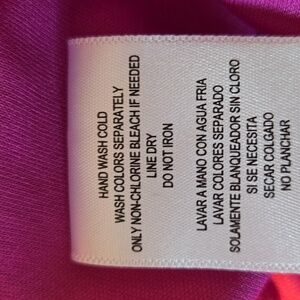 HAND WASH COLD
WASH COLORS SEPARATELY
ONLY NON-CHLORINE BLEACH IF NEEDED
LINE DRY
DO NOT IRON
LAVAR A MANO CON AGUA FRIA
LAVAR COLORES SEPARADO
SOLAMENTE BLANQUEADOR SIN CLORO
SI SE NECESITA
SECAR COLGADO
NO PLANCHAR